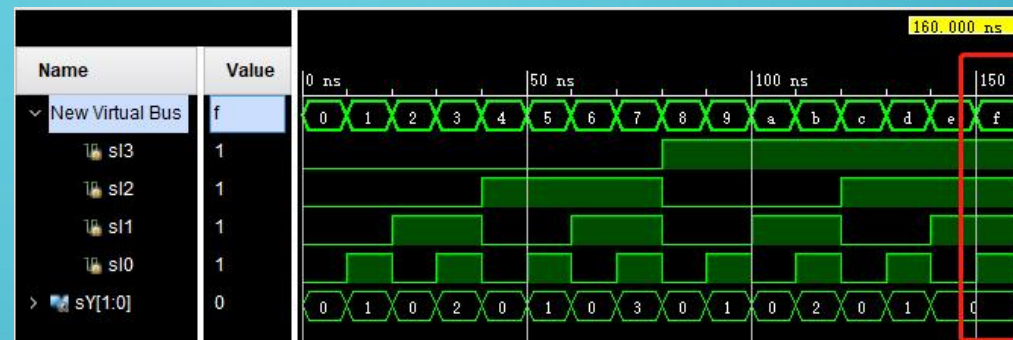 160.000 ns
Name Value 0 ns 50 ns 100 ns 150
New Virtual Bus f 0 1 2 3 4 5 6 7 8 9 a b c d e f
sI3 1
sI2 1
sI1 1
sI0 1
sY[1:0] 0 0 1 0 2 0 1 0 3 0 1 0 2 0 1 0